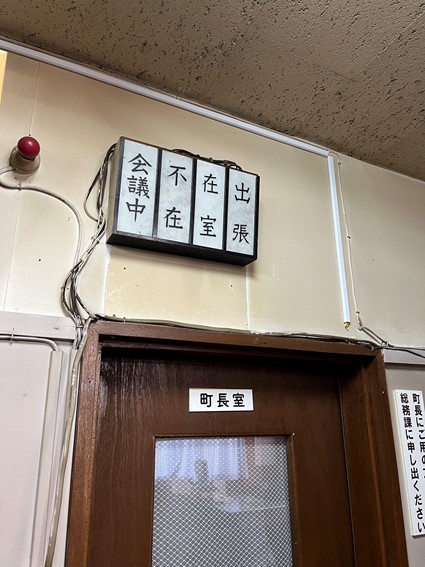 出張
在室
不在
会議中
町長室
町長にご用の
総務課に申し出ください